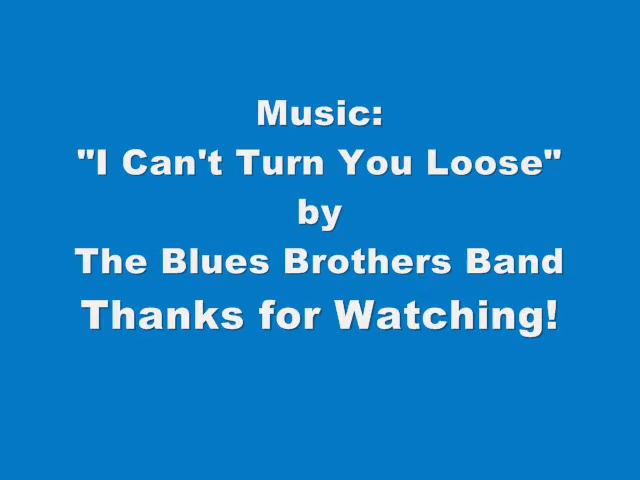 Music:
"I Can't Turn You Loose"
by
The Blues Brothers Band
Thanks for Watching!